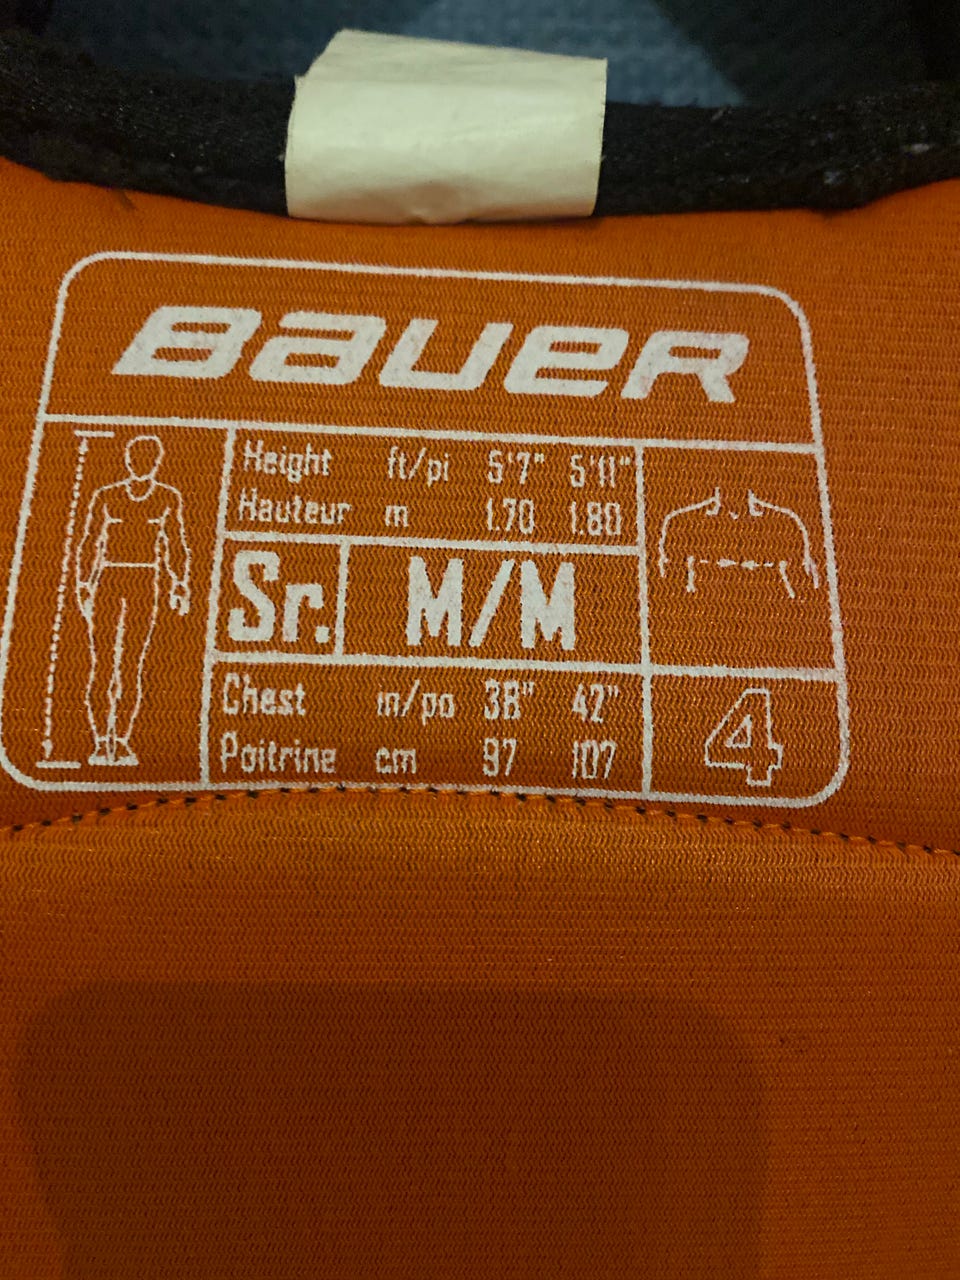 BAUER
Height ft/pi 5'7" 5'11"
Hauteur m 1.70 1.80
Sr. M/M
Chest in/po 38" 42"
Poitrine cm 97 107
4